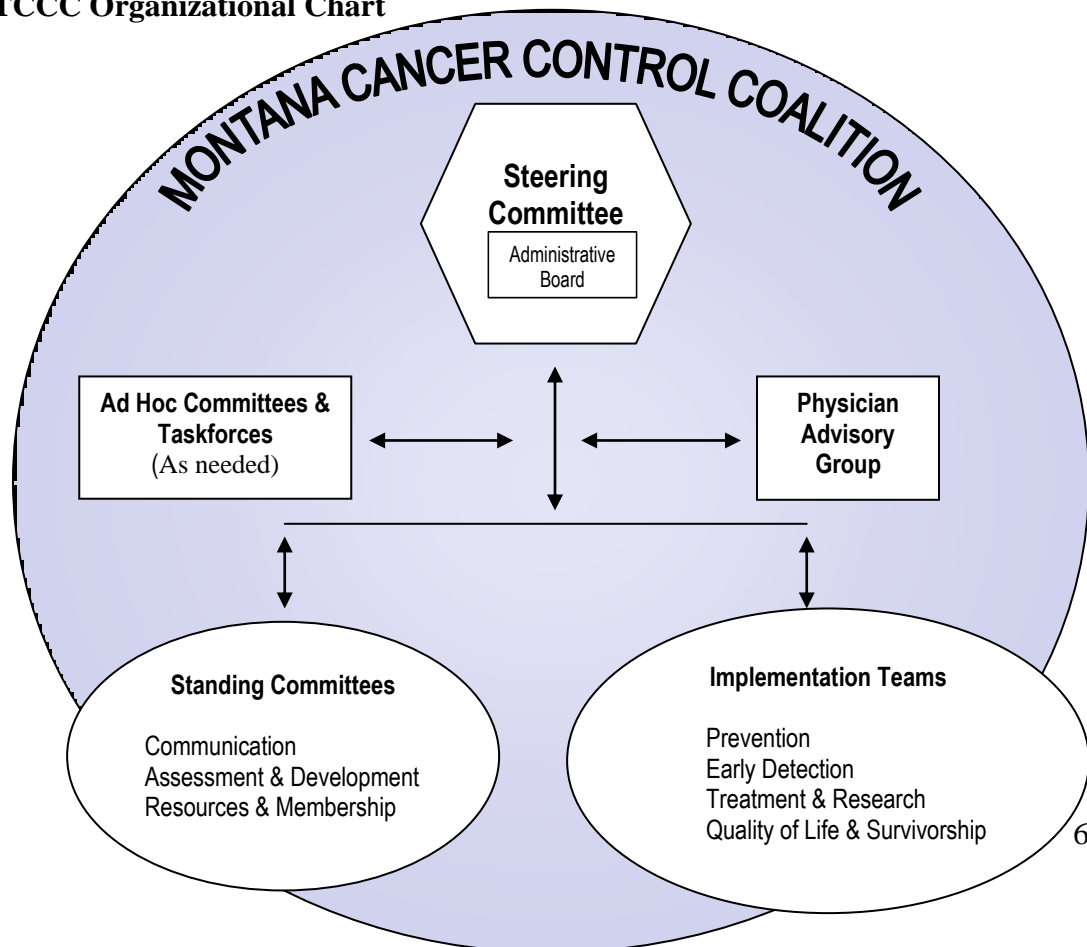 TCCC Organizational Chart
MONTANA CANCER CONTROL COALITION
Steering
Committee
Administrative
Board
Ad Hoc Committees &
Taskforces
(As needed)
Physician
Advisory
Group
Standing Committees
Communication
Assessment & Development
Resources & Membership
Implementation Teams
Prevention
Early Detection
Treatment & Research
Quality of Life & Survivorship
6